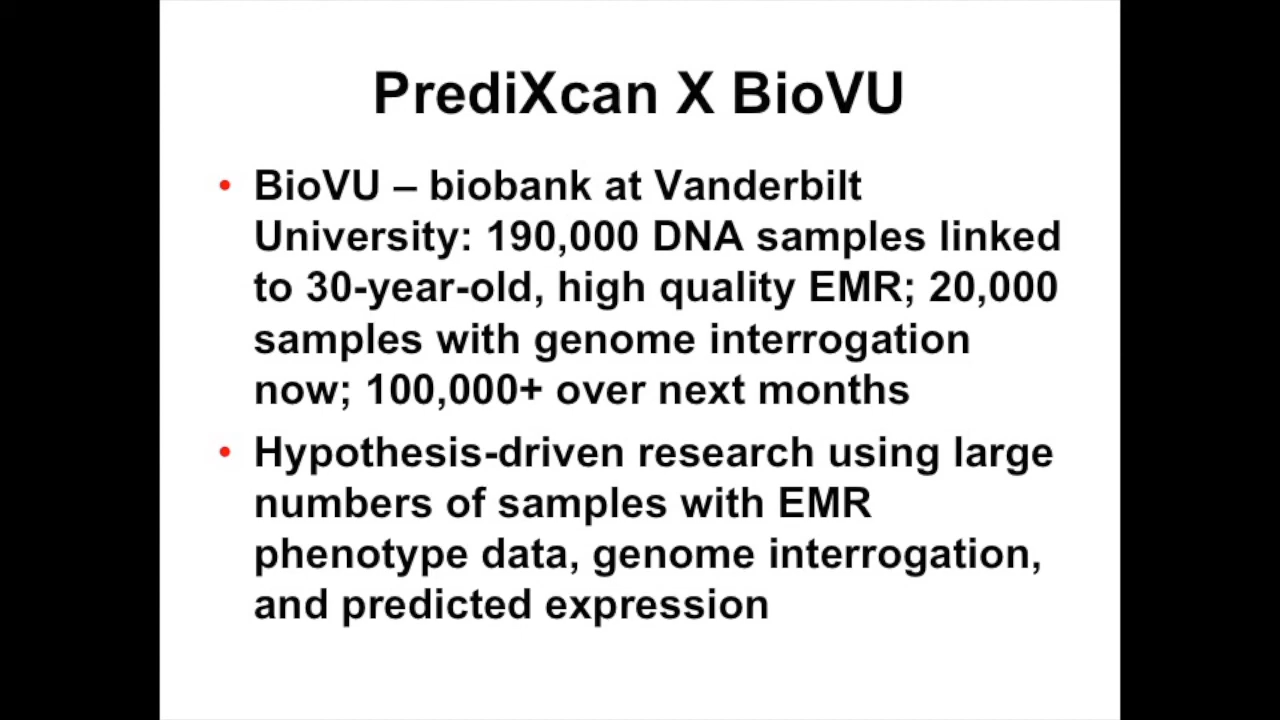 PrediXcan X BioVU
• BioVU – biobank at Vanderbilt
University: 190,000 DNA samples linked
to 30-year-old, high quality EMR; 20,000
samples with genome interrogation
now; 100,000+ over next months
• Hypothesis-driven research using large
numbers of samples with EMR
phenotype data, genome interrogation,
and predicted expression